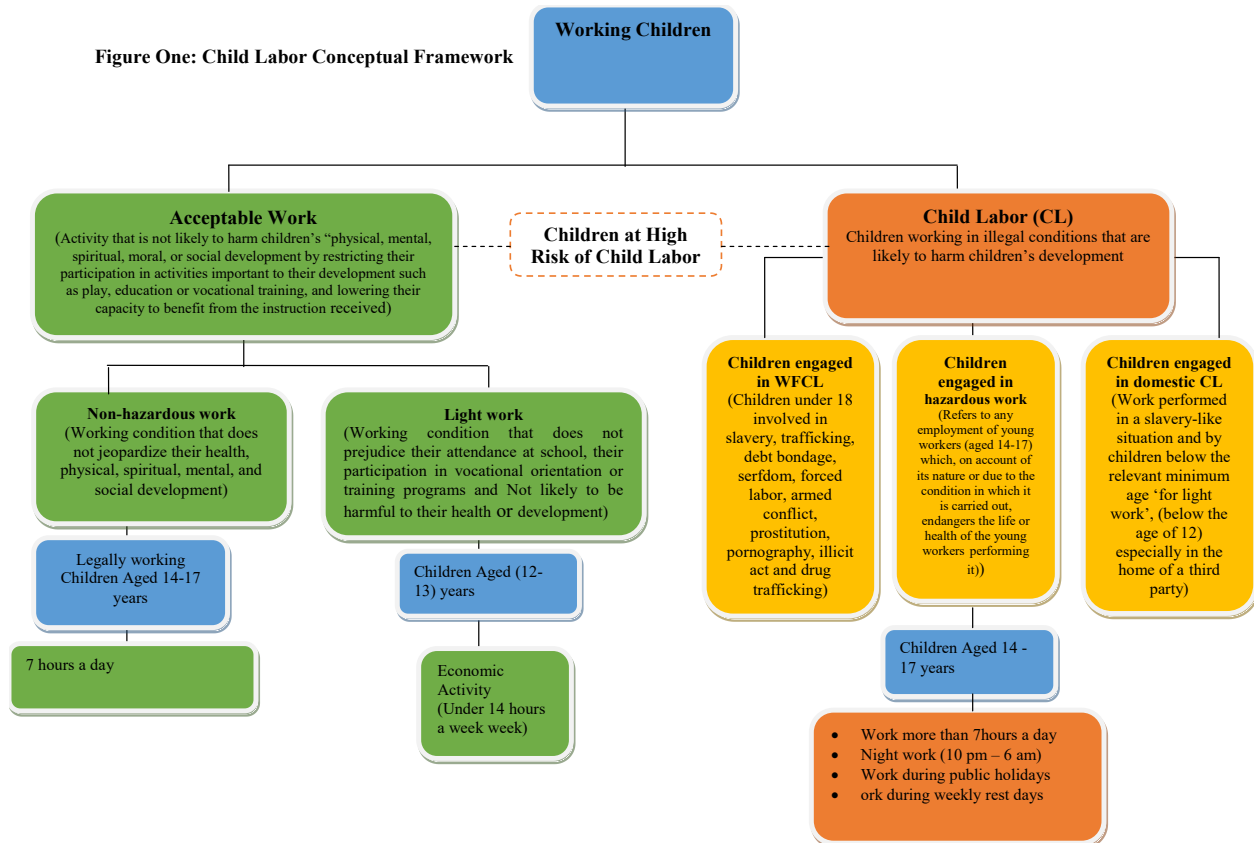 Working Children
Figure One: Child Labor Conceptual Framework
Acceptable Work
(Activity that is not likely to harm children's “physical, mental,
spiritual, moral, or social development by restricting their
participation in activities important to their development such
as play, education or vocational training, and lowering their
capacity to benefit from the instruction received)
Children at High
Risk of Child Labor
Child Labor (CL)
Children working in illegal conditions that are
likely to harm children's development
Non-hazardous work
(Working condition that does
not jeopardize their health,
physical, spiritual, mental, and
social development)
Light work
(Working condition that does not
prejudice their attendance at school, their
participation in vocational orientation or
training programs and Not likely to be
harmful to their health or development)
Children engaged
in WFCL
(Children under 18
involved in
slavery, trafficking,
debt bondage,
serfdom, forced
labor, armed
conflict,
prostitution,
pornography, illicit
act and drug
trafficking)
Children
engaged in
hazardous work
(Refers to any
employment of young
workers (aged 14-17)
which, on account of
its nature or due to the
condition in which it
is carried out,
endangers the life or
health of the young
workers performing
it))
Children engaged
in domestic CL
(Work performed
in a slavery-like
situation and by
children below the
relevant minimum
age ‘for light
work’, (below the
age of 12)
especially in the
home of a third
party)
Legally working
Children Aged 14-17
years
Children Aged (12-
13) years
7 hours a day
Economic
Activity
(Under 14 hours
a week week)
Children Aged 14 -
17 years
• Work more than 7hours a day
• Night work (10 pm – 6 am)
• Work during public holidays
• ork during weekly rest days